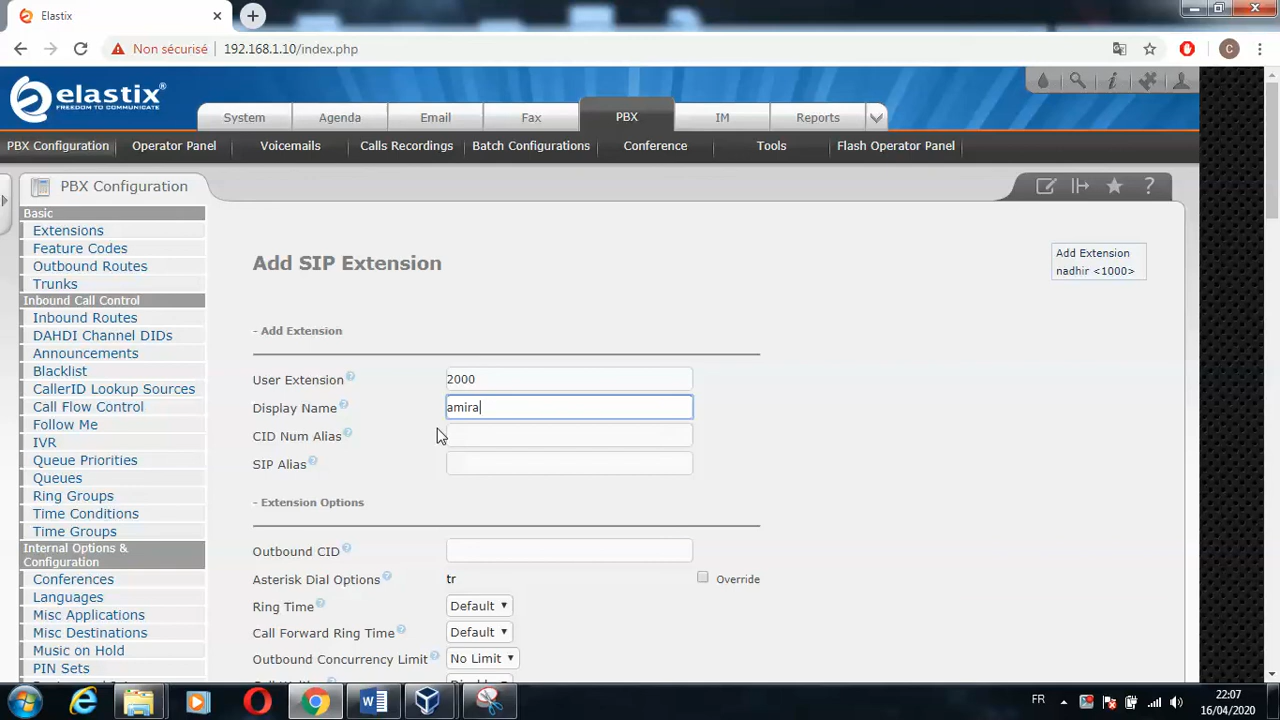 Elastix
Non sécurisé
192.168.1.10/index.php
C
elastix
FREEDOM TO COMMUNICATE
System
Agenda
Email
Fax
PBX
IM
Reports
PBX Configuration
Operator Panel
Voicemails
Calls Recordings
Batch Configurations
Conference
Tools
Flash Operator Panel
PBX Configuration
Basic
Extensions
Feature Codes
Outbound Routes
Trunks
Inbound Call Control
Inbound Routes
DAHDI Channel DIDs
Announcements
Blacklist
CallerID Lookup Sources
Call Flow Control
Follow Me
IVR
Queue Priorities
Queues
Ring Groups
Time Conditions
Time Groups
Internal Options &
Configuration
Conferences
Languages
Misc Applications
Misc Destinations
Music on Hold
PIN Sets
Add SIP Extension
Add Extension
nadhir <1000>
- Add Extension
User Extension 2000
Display Name amira
CID Num Alias
SIP Alias
- Extension Options
Outbound CID
Asterisk Dial Options tr Override
Ring Time Default
Call Forward Ring Time Default
Outbound Concurrency Limit No Limit
FR
22:07
16/04/2020